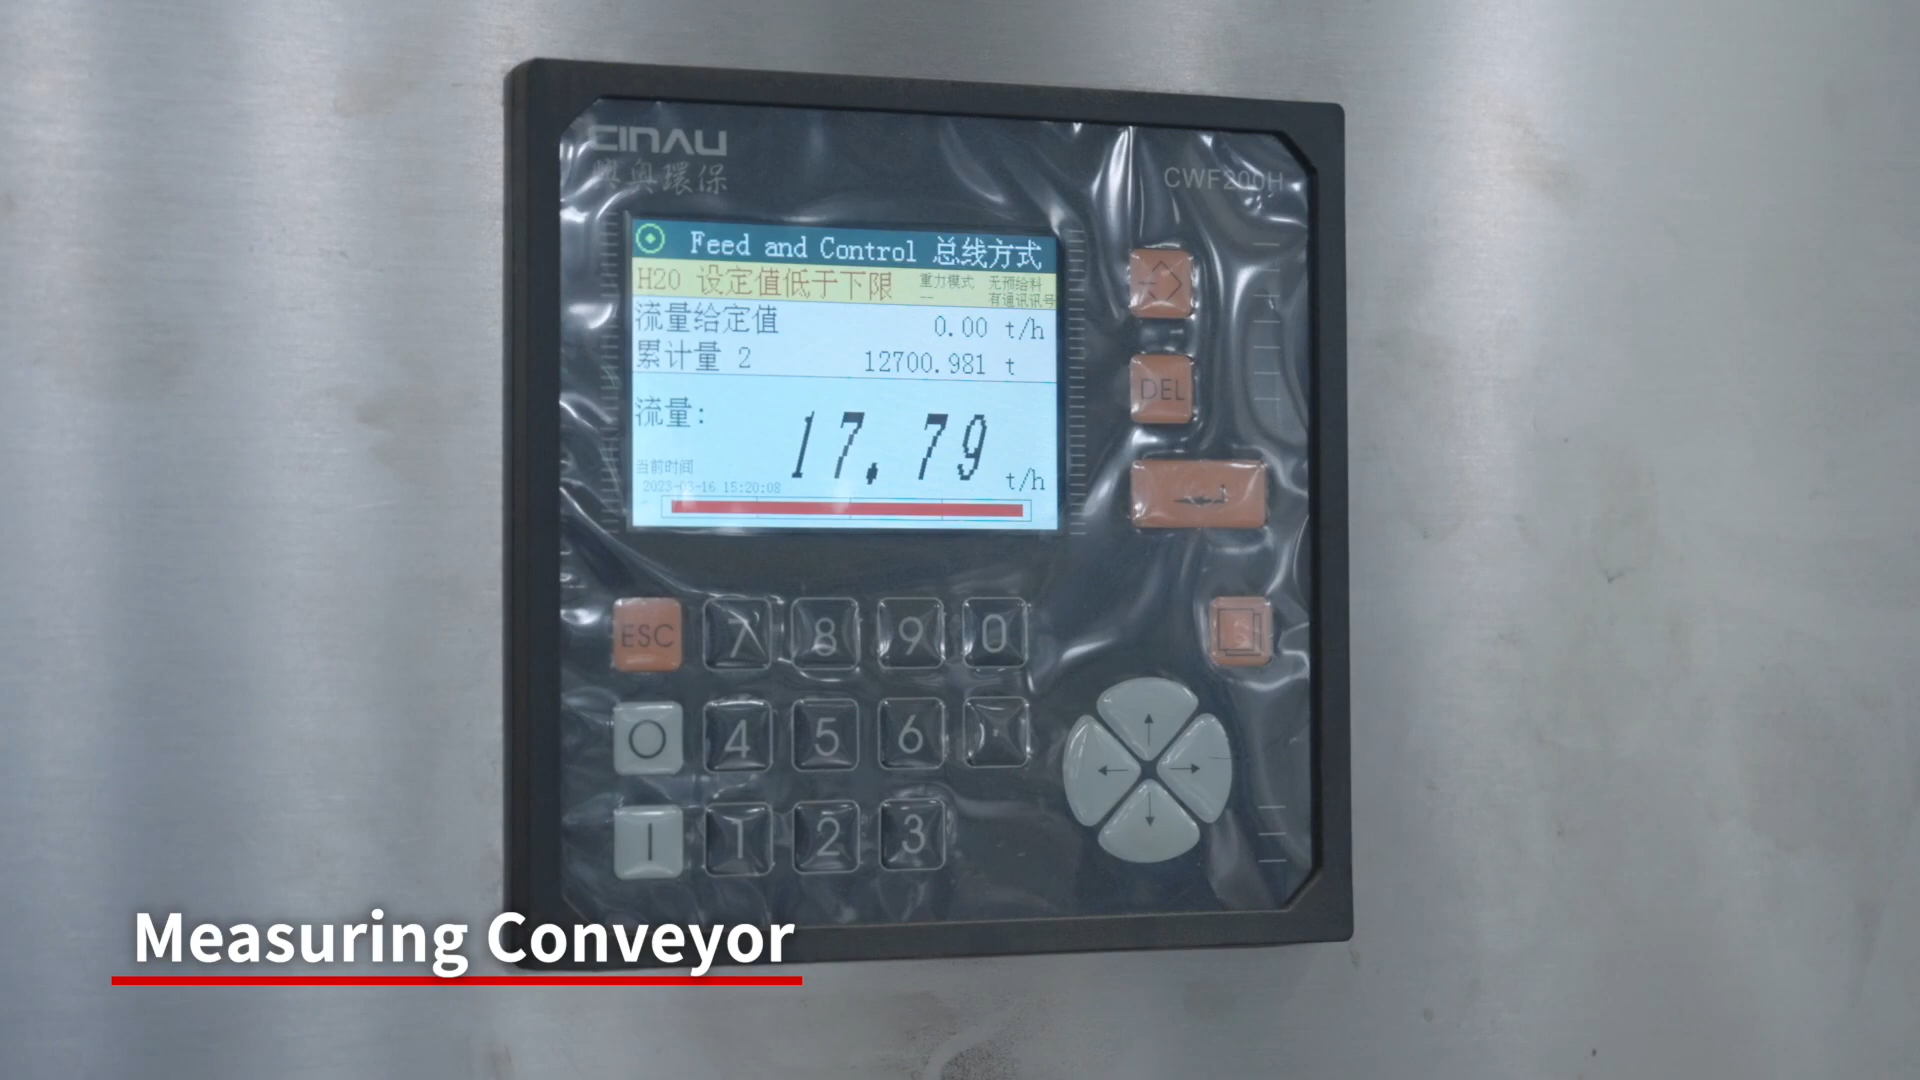 CINAU
奥環保
CWF200H
Feed and Control 总线方式
H20 设定值低于下限 重力模式 无预给料
-- 有通讯讯号
流量给定值 0.00 t/h
累计量 2 12700.981 t
流量: 17.79 t/h
当前时间
2023-03-16 15:20:08
DEL
ESC 7 8 9 0
O 4 5 6 .
I 1 2 3
Measuring Conveyor